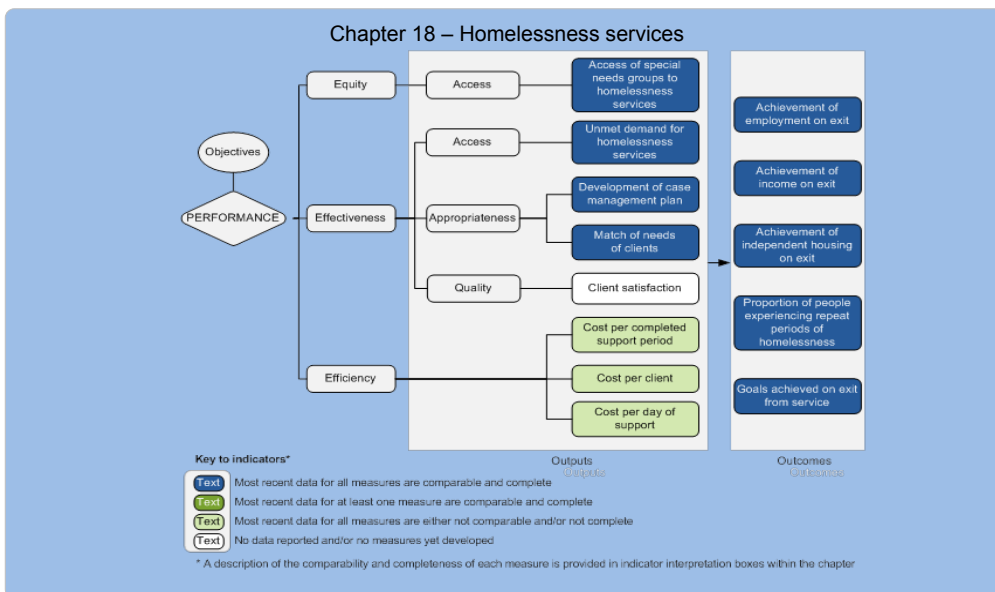 Chapter 18 – Homelessness services
Objectives
PERFORMANCE
Equity
Access
Access of special
needs groups to
homelessness
services
Effectiveness
Access
Unmet demand for
homelessness
services
Appropriateness
Development of case
management plan
Match of needs
of clients
Quality
Client satisfaction
Efficiency
Cost per completed
support period
Cost per client
Cost per day of
support
Outputs
Outputs
Achievement of
employment on exit
Achievement of
income on exit
Achievement of
independent housing
on exit
Proportion of people
experiencing repeat
periods of
homelessness
Goals achieved on exit
from service
Outcomes
Outcomes
Key to indicators*
Text Most recent data for all measures are comparable and complete
Text Most recent data for at least one measure are comparable and complete
Text Most recent data for all measures are either not comparable and/or not complete
Text No data reported and/or no measures yet developed
* A description of the comparability and completeness of each measure is provided in indicator interpretation boxes within the chapter